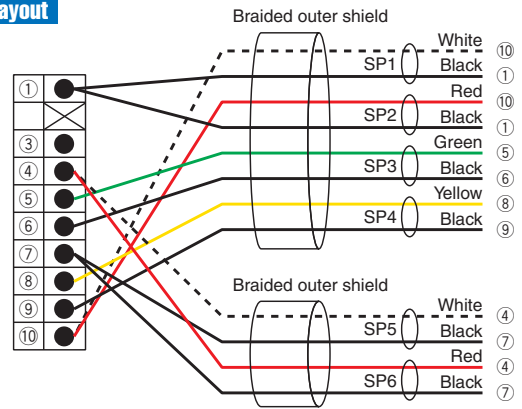 ayout
Braided outer shield
White ⑩
SP1 Black ①
Red ⑩
SP2 Black ①
Green ⑤
SP3 Black ⑥
Yellow ⑧
SP4 Black ⑨
①
③
④
⑤
⑥
⑦
⑧
⑨
⑩
Braided outer shield
White ④
SP5 Black ⑦
Red ④
SP6 Black ⑦